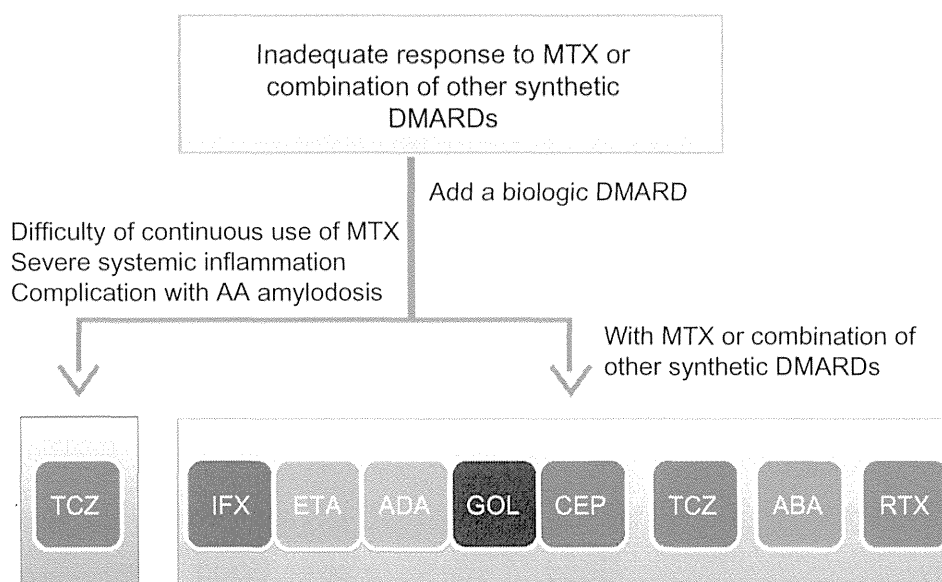 Inadequate response to MTX or
combination of other synthetic
DMARDs
Add a biologic DMARD
Difficulty of continuous use of MTX
Severe systemic inflammation
Complication with AA amylodosis
With MTX or combination of
other synthetic DMARDs
TCZ
IFX ETA ADA GOL CEP TCZ ABA RTX